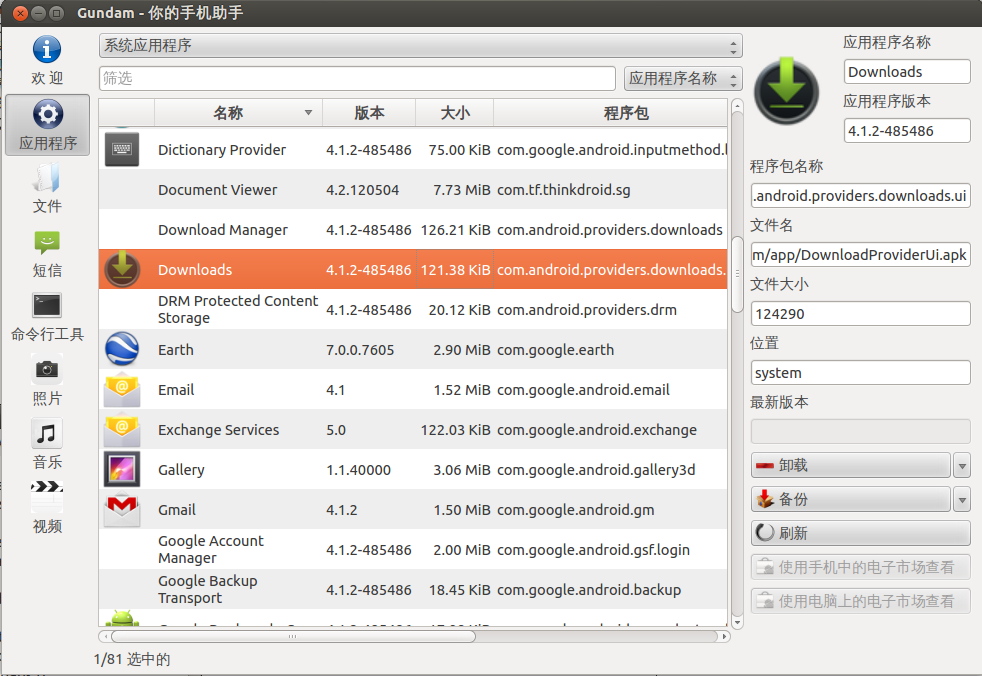 Gundam - 你的手机助手
欢 迎
应用程序
文件
短信
命令行工具
照片
音乐
视频
系统应用程序
筛选
应用程序名称
名称 版本 大小 程序包
Dictionary Provider 4.1.2-485486 75.00 KiB com.google.android.inputmethod.l
Document Viewer 4.2.120504 7.73 MiB com.tf.thinkdroid.sg
Download Manager 4.1.2-485486 126.21 KiB com.android.providers.downloads
Downloads 4.1.2-485486 121.38 KiB com.android.providers.downloads.
DRM Protected Content
Storage 4.1.2-485486 20.12 KiB com.android.providers.drm
Earth 7.0.0.7605 2.90 MiB com.google.earth
Email 4.1 1.52 MiB com.google.android.email
Exchange Services 5.0 122.03 KiB com.google.android.exchange
Gallery 1.1.40000 3.06 MiB com.google.android.gallery3d
Gmail 4.1.2 1.50 MiB com.google.android.gm
Google Account
Manager 4.1.2-485486 2.00 MiB com.google.android.gsf.login
Google Backup
Transport 4.1.2-485486 18.45 KiB com.google.android.backup
1/81 选中的
应用程序名称
Downloads
应用程序版本
4.1.2-485486
程序包名称
.android.providers.downloads.ui
文件名
m/app/DownloadProviderUi.apk
文件大小
124290
位置
system
最新版本
卸载
备份
刷新
使用手机中的电子市场查看
使用电脑上的电子市场查看